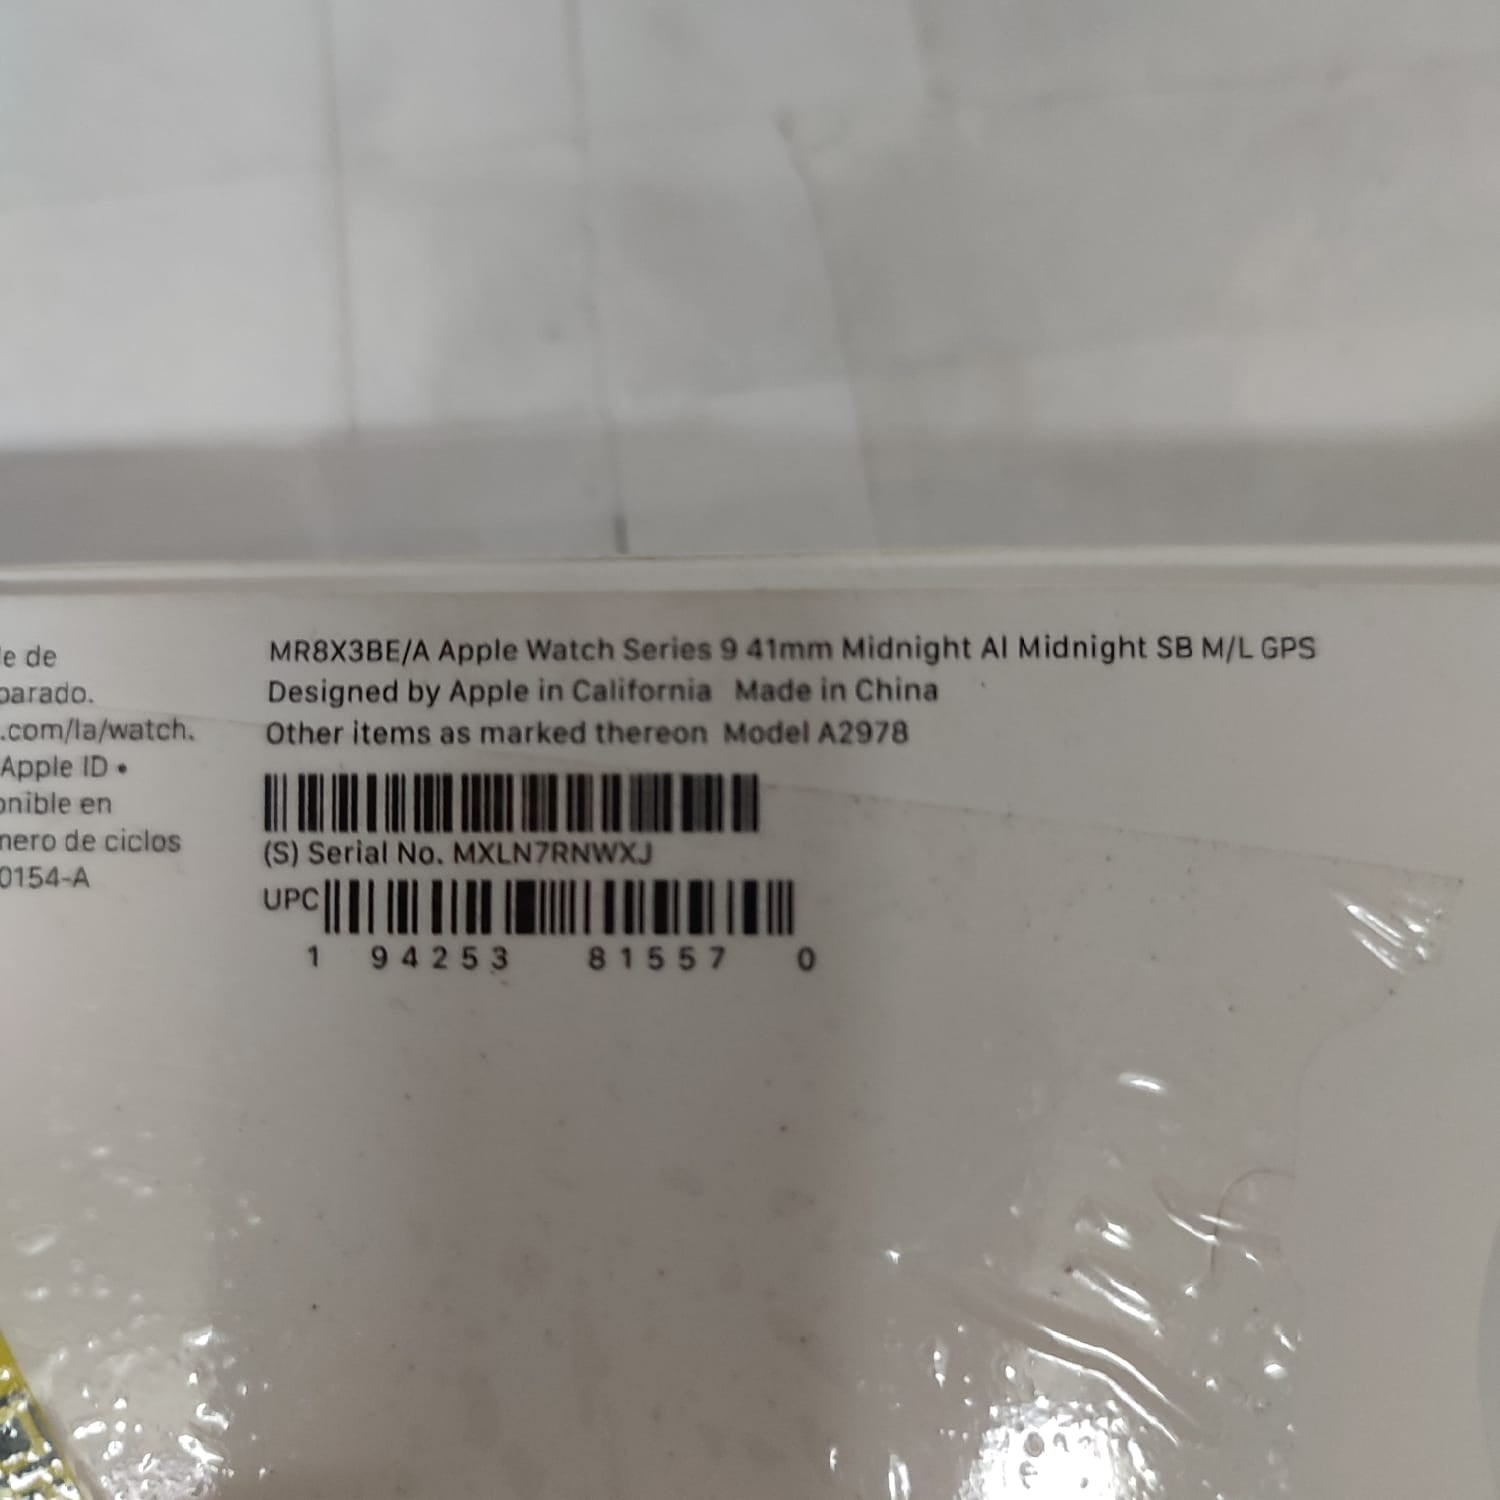 le de
parado.
.com/la/watch.
Apple ID •
onible en
nero de ciclos
0154-A
MR8X3BE/A Apple Watch Series 9 41mm Midnight Al Midnight SB M/L GPS
Designed by Apple in California Made in China
Other items as marked thereon Model A2978
(S) Serial No. MXLN7RNWXJ
UPC
1 94253 81557 0